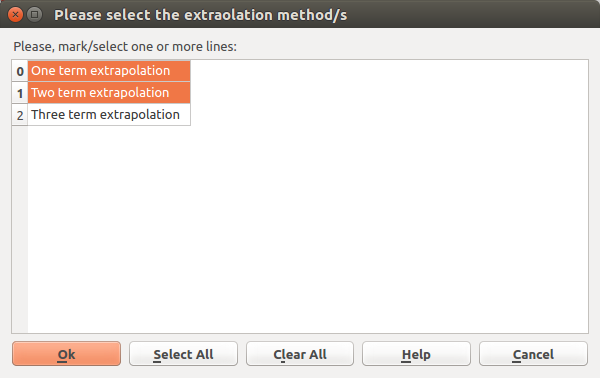 Please select the extraolation method/s
Please, mark/select one or more lines:
0 One term extrapolation
1 Two term extrapolation
2 Three term extrapolation
Ok Select All Clear All Help Cancel